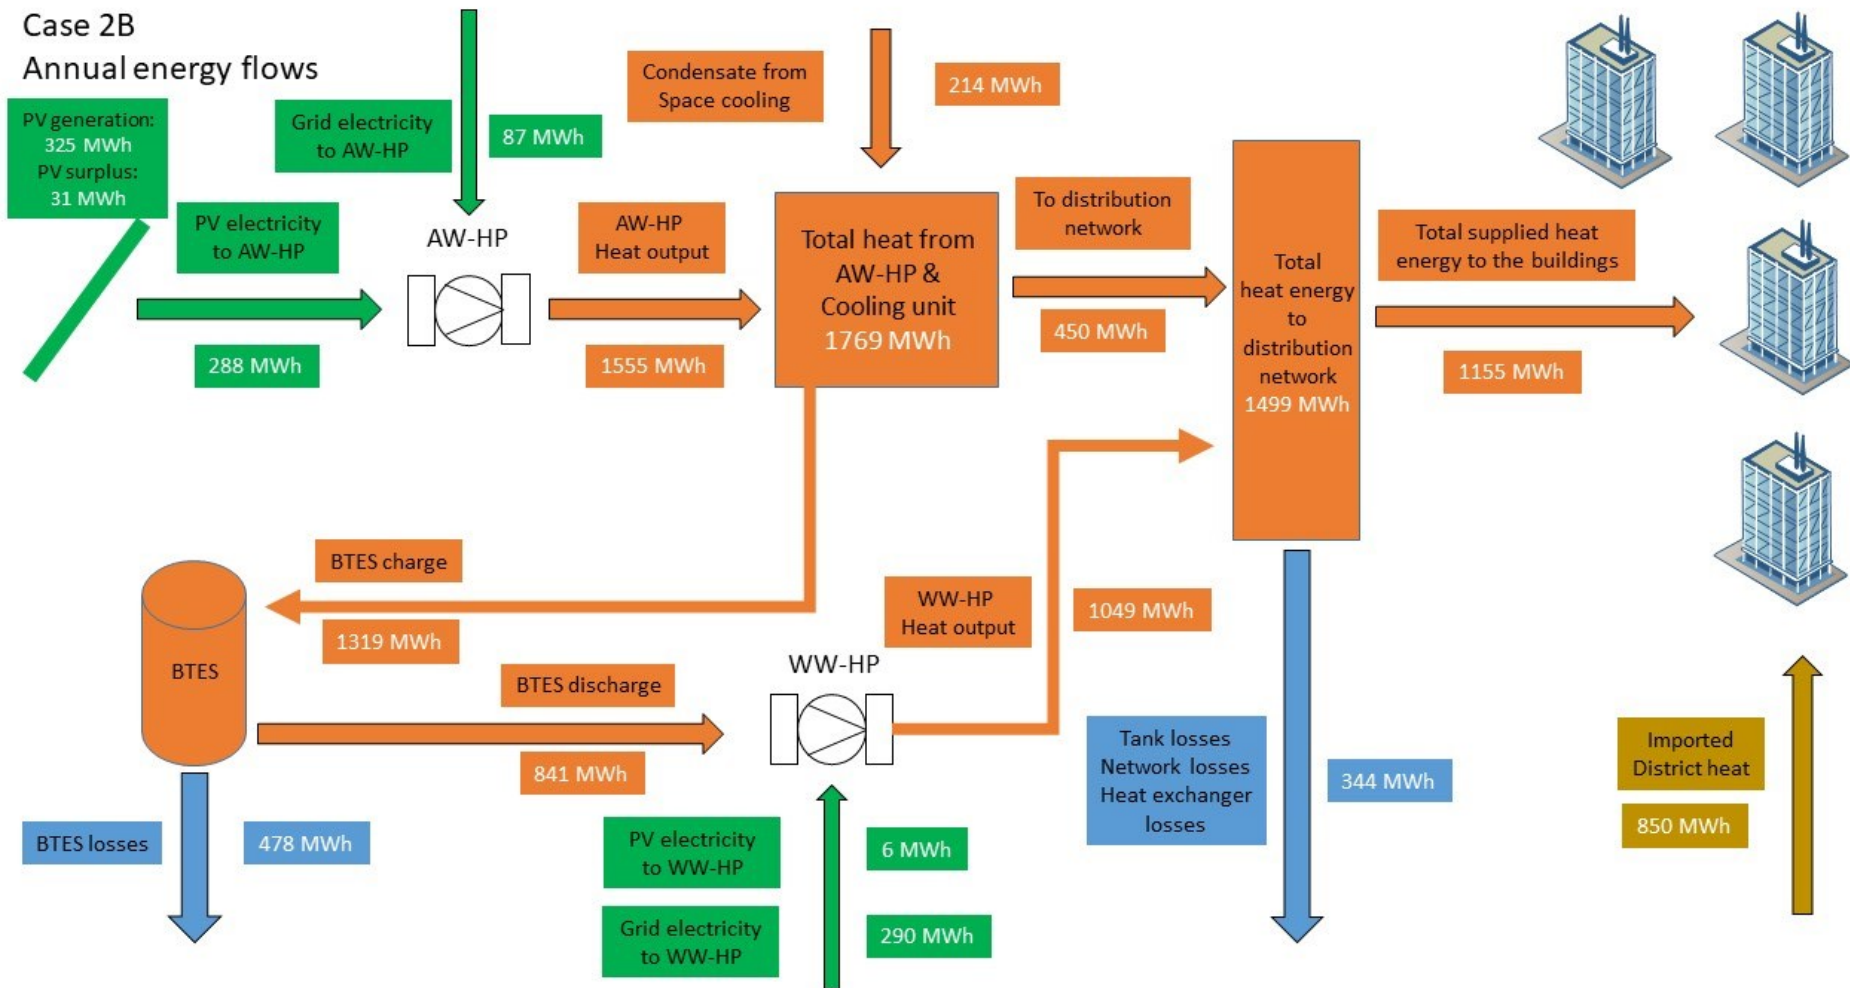 Case 2B
Annual energy flows
PV generation:
325 MWh
PV surplus:
31 MWh
Grid electricity
to AW-HP
87 MWh
Condensate from
Space cooling
214 MWh
PV electricity
to AW-HP
288 MWh
AW-HP
AW-HP
Heat output
1555 MWh
Total heat from
AW-HP &
Cooling unit
1769 MWh
To distribution
network
450 MWh
Total
heat energy
to
distribution
network
1499 MWh
Total supplied heat
energy to the buildings
1155 MWh
BTES charge
1319 MWh
BTES
BTES discharge
841 MWh
WW-HP
WW-HP
Heat output
1049 MWh
BTES losses
478 MWh
PV electricity
to WW-HP
6 MWh
Grid electricity
to WW-HP
290 MWh
Tank losses
Network losses
Heat exchanger
losses
344 MWh
Imported
District heat
850 MWh